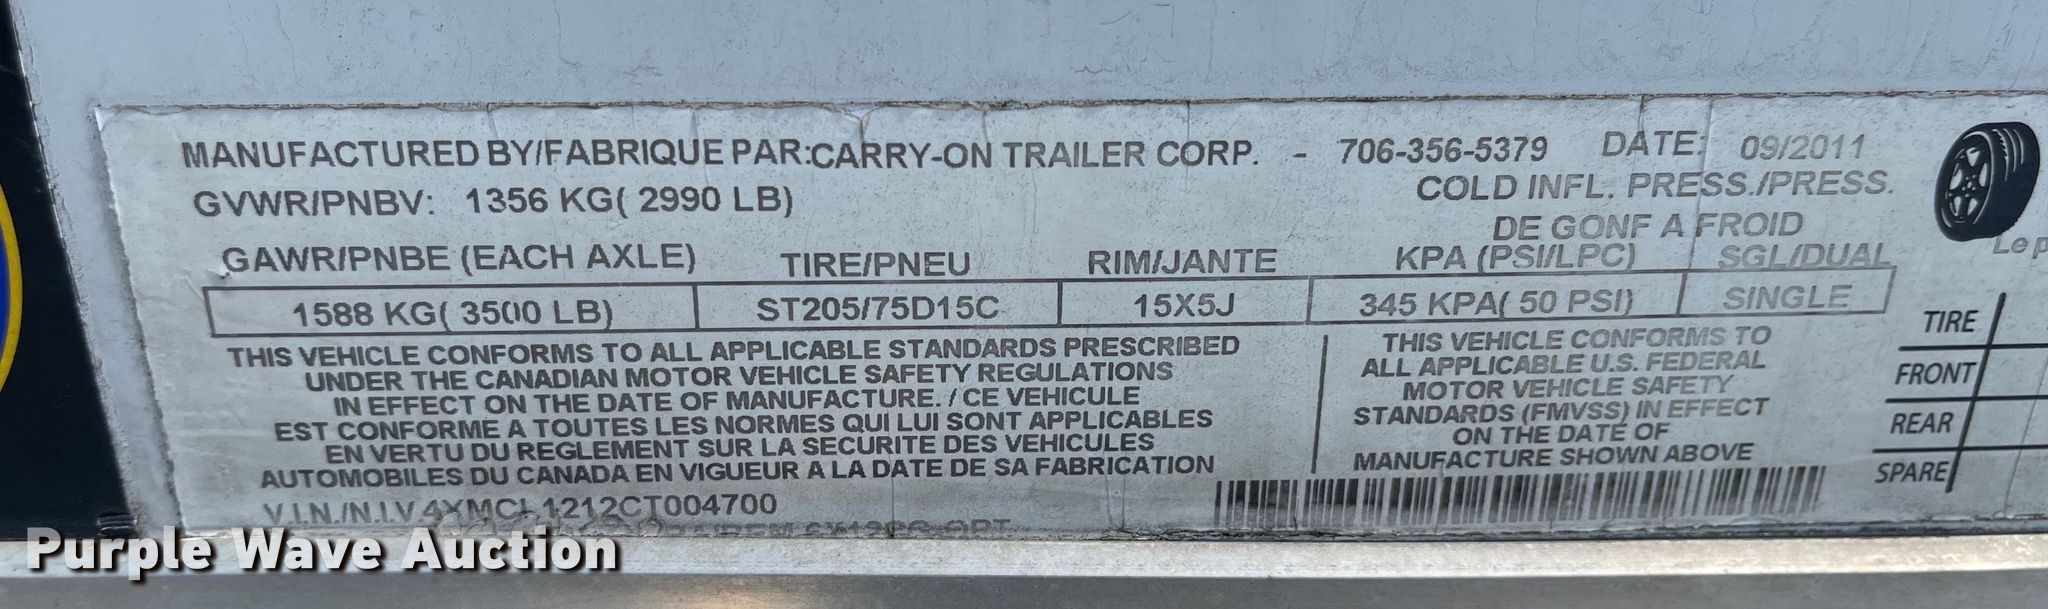 MANUFACTURED BY/FABRIQUE PAR:CARRY-ON TRAILER CORP. - 706-356-5379 DATE: 09/2011
GVWR/PNBV: 1356 KG( 2990 LB)
COLD INFL. PRESS./PRESS.
DE GONF A FROID
GAWR/PNBE (EACH AXLE) TIRE/PNEU RIM/JANTE KPA (PSI/LPC) SGL/DUAL
1588 KG( 3500 LB) ST205/75D15C 15X5J 345 KPA( 50 PSI) SINGLE
THIS VEHICLE CONFORMS TO ALL APPLICABLE STANDARDS PRESCRIBED
UNDER THE CANADIAN MOTOR VEHICLE SAFETY REGULATIONS
IN EFFECT ON THE DATE OF MANUFACTURE. / CE VEHICULE
EST CONFORME A TOUTES LES NORMES QUI LUI SONT APPLICABLES
EN VERTU DU REGLEMENT SUR LA SECURITE DES VEHICULES
AUTOMOBILES DU CANADA EN VIGUEUR A LA DATE DE SA FABRICATION
V.I.N./N.I.V 4XMCL1212CT004700
THIS VEHICLE CONFORMS TO
ALL APPLICABLE U.S. FEDERAL
MOTOR VEHICLE SAFETY
STANDARDS (FMVSS) IN EFFECT
ON THE DATE OF
MANUFACTURE SHOWN ABOVE
Le
TIRE
FRONT
REAR
SPARE
Purple Wave Auction